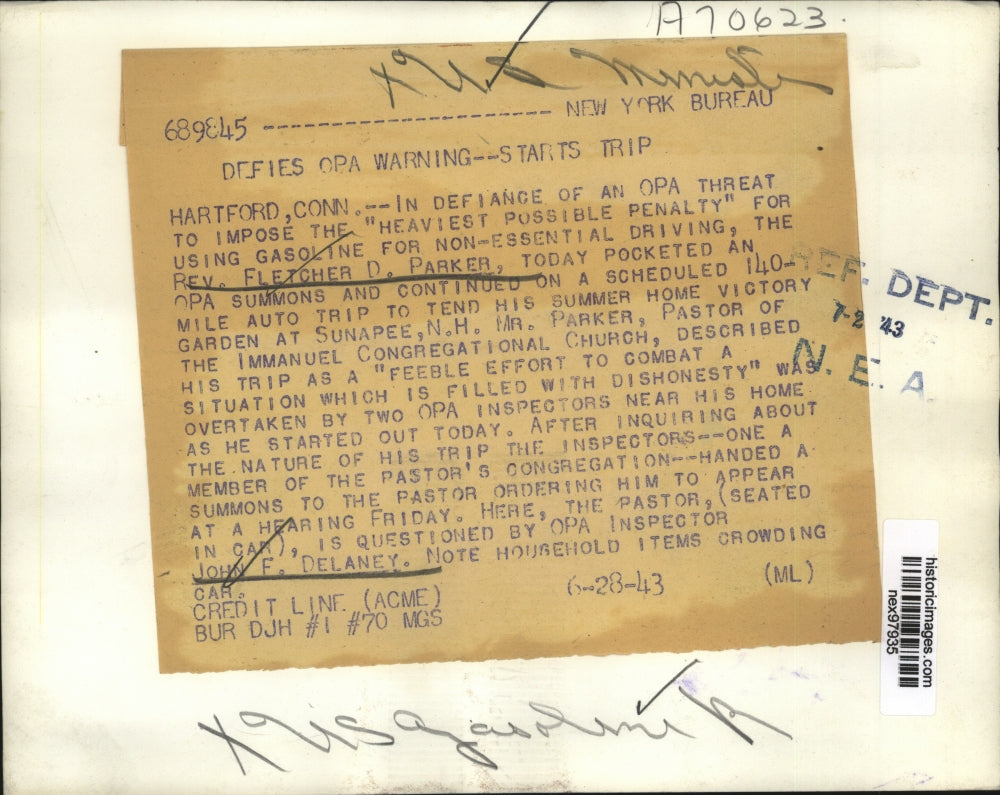 A70623.
X US Minister
689845 -------------------- NEW YORK BUREAU
DEFIES OPA WARNING--STARTS TRIP
HARTFORD,CONN.--IN DEFIANCE OF AN OPA THREAT
TO IMPOSE THE "HEAVIEST POSSIBLE PENALTY" FOR
USING GASOLINE FOR NON-ESSENTIAL DRIVING, THE
REV. FLETCHER D. PARKER, TODAY POCKETED AN
OPA SUMMONS AND CONTINUED ON A SCHEDULED 140-
MILE AUTO TRIP TO TEND HIS SUMMER HOME VICTORY
GARDEN AT SUNAPEE,N.H. MR. PARKER, PASTOR OF
THE IMMANUEL CONGREGATIONAL CHURCH, DESCRIBED
HIS TRIP AS A "FEEBLE EFFORT TO COMBAT A
SITUATION WHICH IS FILLED WITH DISHONESTY" WAS
OVERTAKEN BY TWO OPA INSPECTORS NEAR HIS HOME
AS HE STARTED OUT TODAY. AFTER INQUIRING ABOUT
THE NATURE OF HIS TRIP THE INSPECTORS--ONE A
MEMBER OF THE PASTOR'S CONGREGATION--HANDED A
SUMMONS TO THE PASTOR ORDERING HIM TO APPEAR
AT A HEARING FRIDAY. HERE, THE PASTOR, (SEATED
IN CAR), IS QUESTIONED BY OPA INSPECTOR
JOHN F. DELANEY. NOTE HOUSEHOLD ITEMS CROWDING
CAR.
CREDIT LINE (ACME) 6-28-43 (ML)
BUR DJH #1 #70 MGS
REF. DEPT.
7-2 '43
N. E. A.
historicimages.com
nex97935
X US Gasoline R